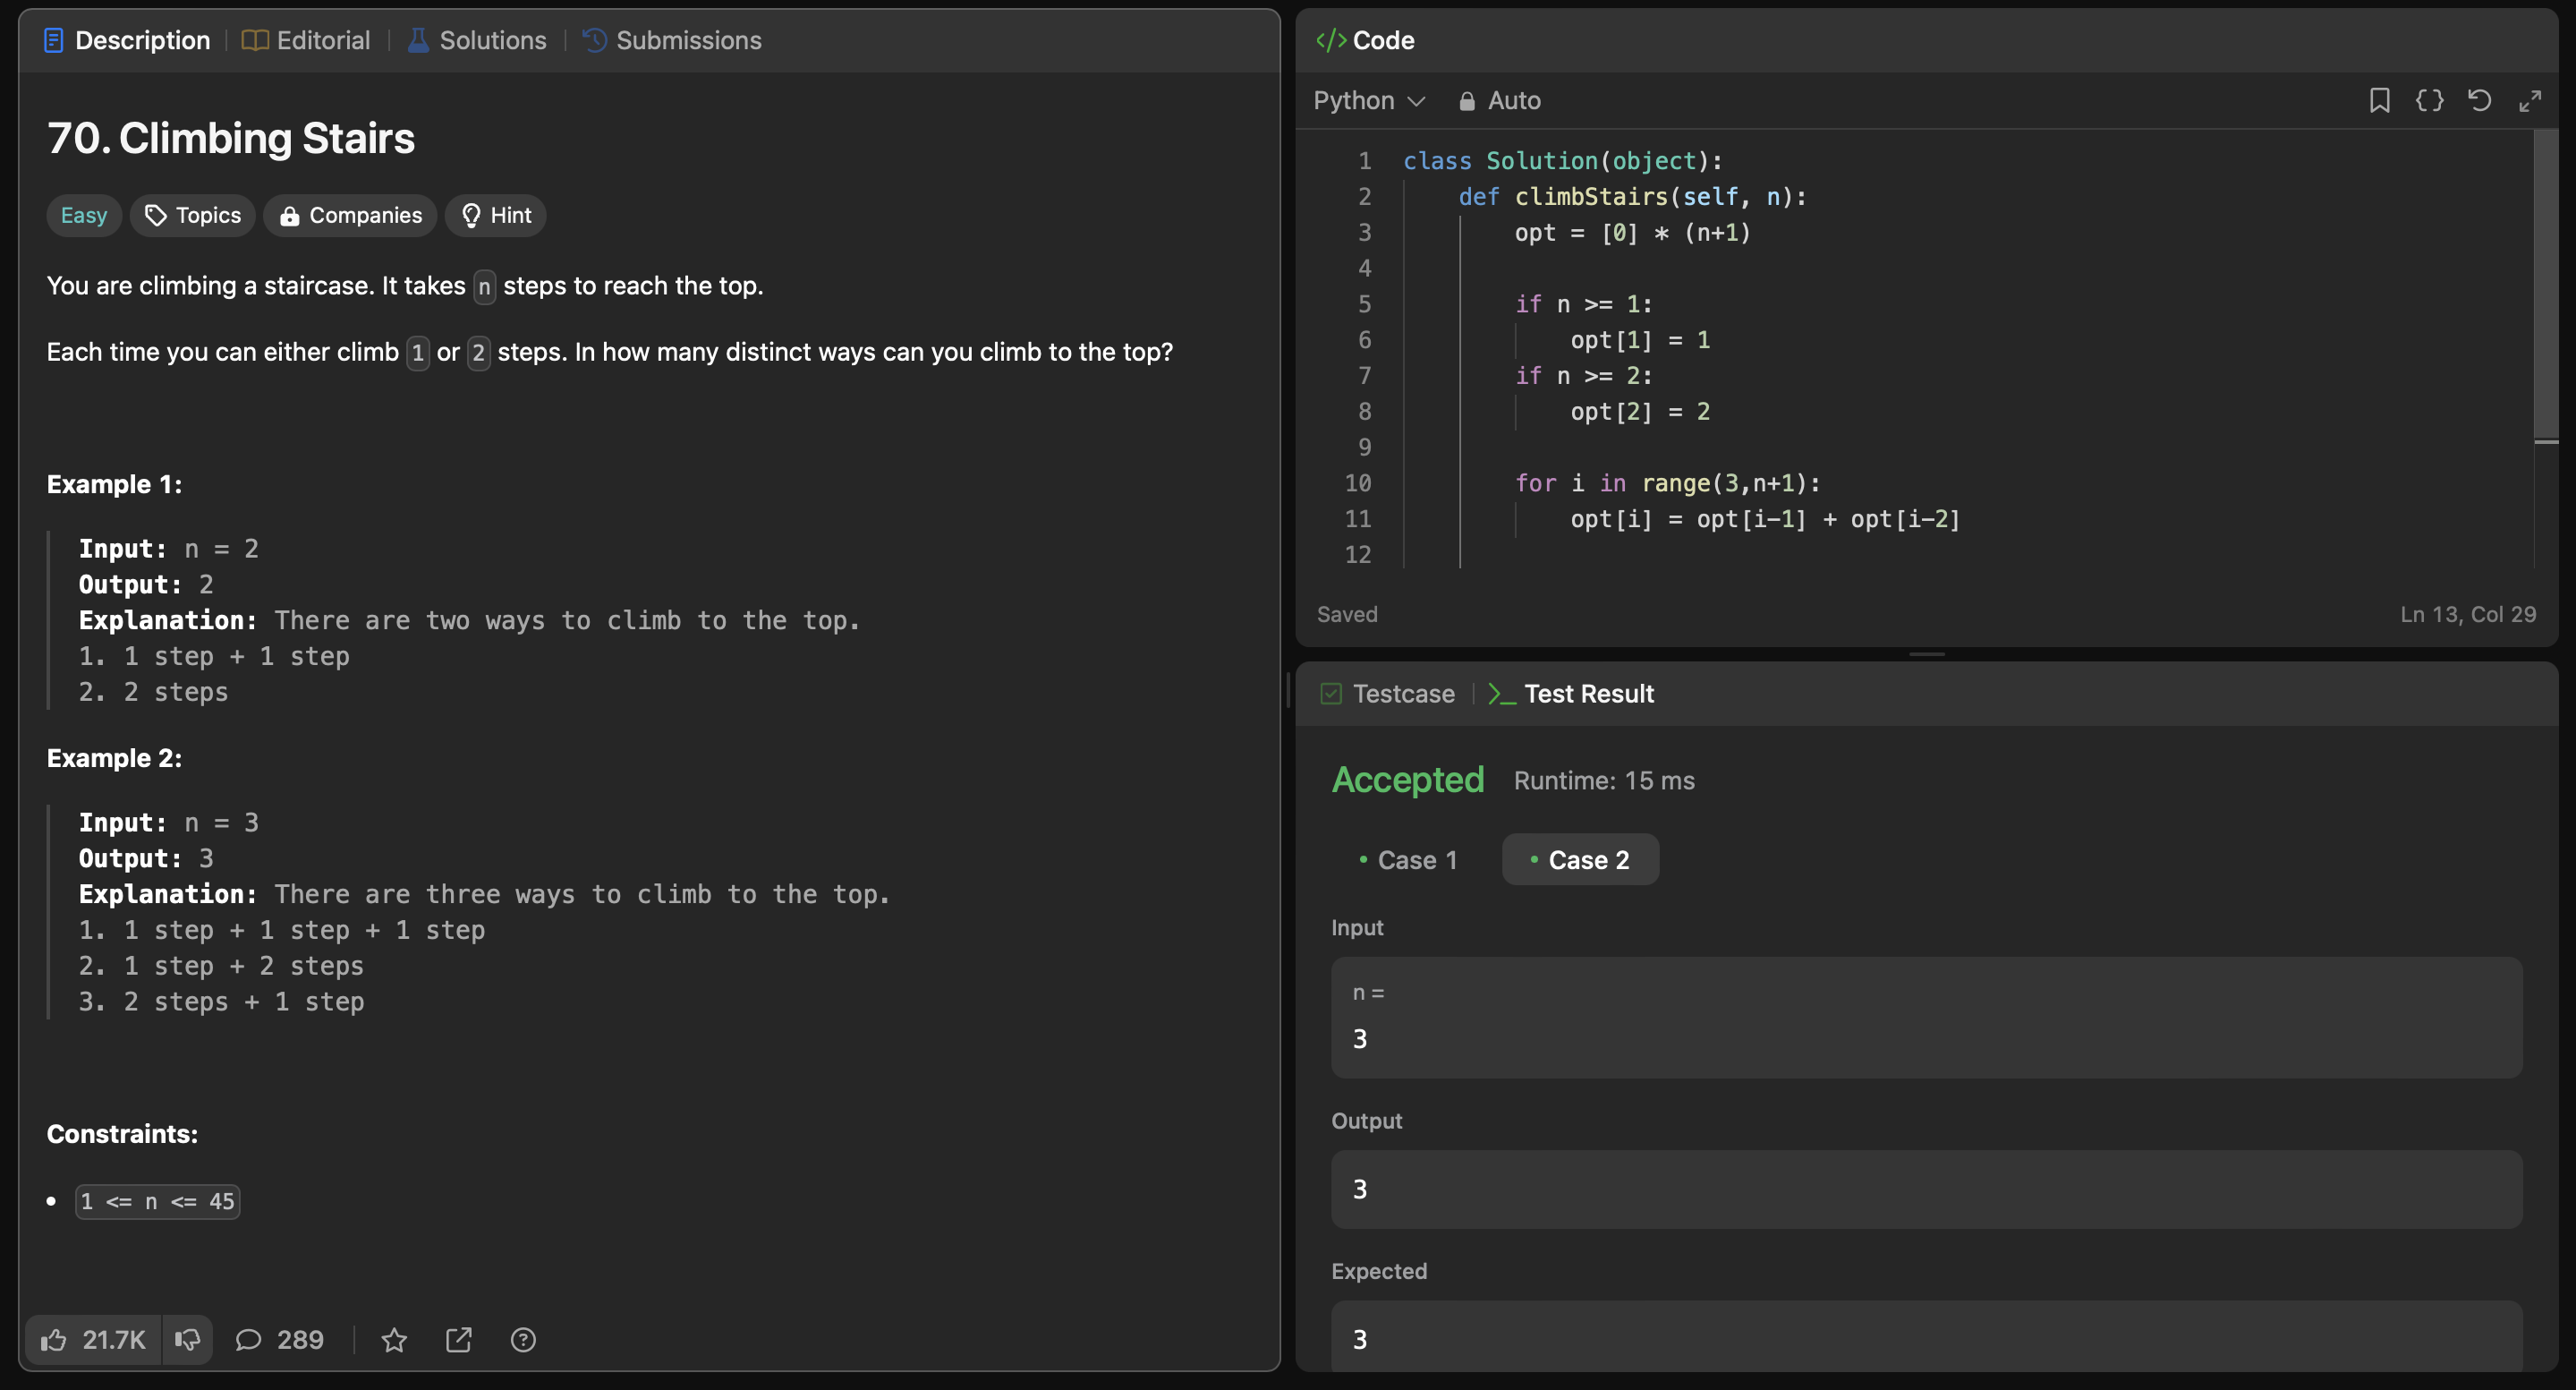 Description | Editorial | Solutions | Submissions
70. Climbing Stairs
Easy Topics Companies Hint
You are climbing a staircase. It takes n steps to reach the top.
Each time you can either climb 1 or 2 steps. In how many distinct ways can you climb to the top?
Example 1:
Input: n = 2
Output: 2
Explanation: There are two ways to climb to the top.
1. 1 step + 1 step
2. 2 steps
Example 2:
Input: n = 3
Output: 3
Explanation: There are three ways to climb to the top.
1. 1 step + 1 step + 1 step
2. 1 step + 2 steps
3. 2 steps + 1 step
Constraints:
• 1 <= n <= 45
21.7K 289
</> Code
Python Auto
1 class Solution(object):
2     def climbStairs(self, n):
3         opt = [0] * (n+1)
4
5         if n >= 1:
6             opt[1] = 1
7         if n >= 2:
8             opt[2] = 2
9
10         for i in range(3,n+1):
11             opt[i] = opt[i-1] + opt[i-2]
12
Saved Ln 13, Col 29
Testcase | >_ Test Result
Accepted Runtime: 15 ms
• Case 1 • Case 2
Input
n =
3
Output
3
Expected
3